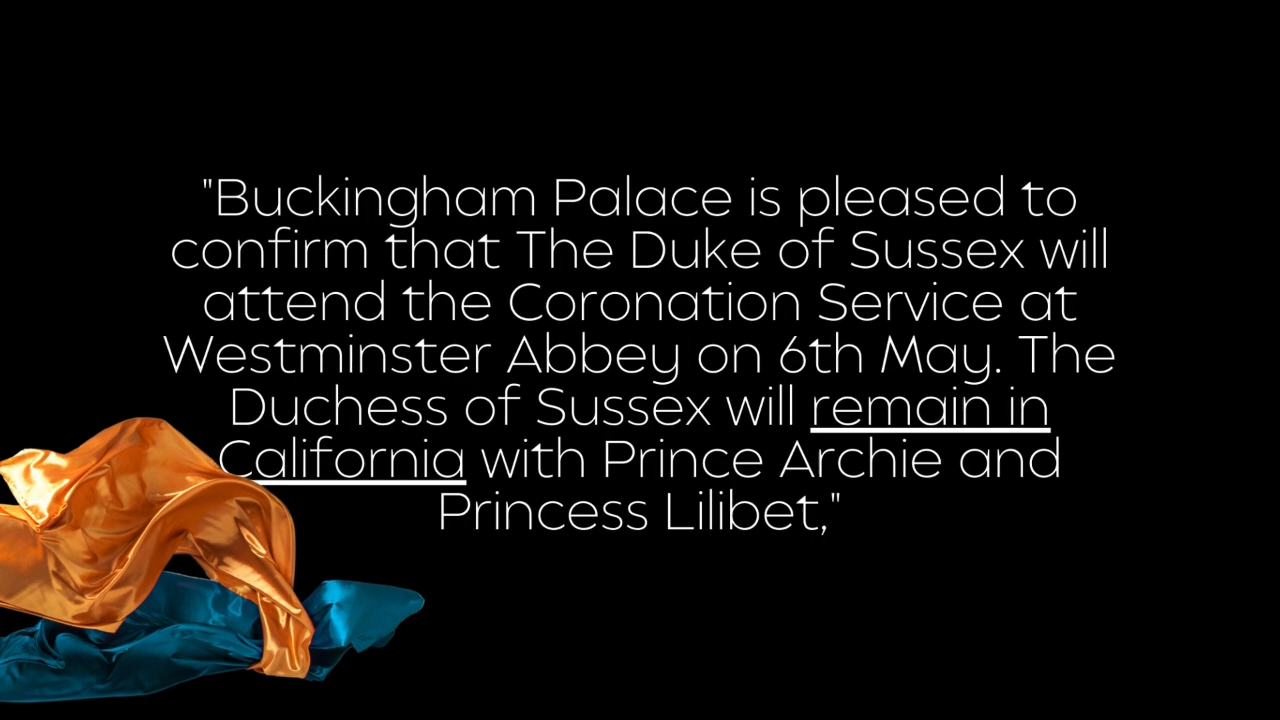 "Buckingham Palace is pleased to
confirm that The Duke of Sussex will
attend the Coronation Service at
Westminster Abbey on 6th May. The
Duchess of Sussex will remain in
California with Prince Archie and
Princess Lilibet,"